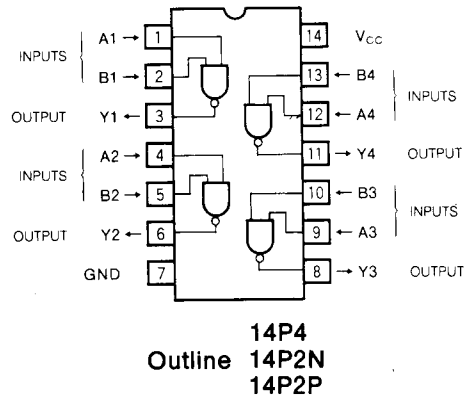 A1 1 14 VCC
INPUTS
B1 2 13 B4
INPUTS
12 A4
OUTPUT Y1 3
11 Y4 OUTPUT
A2 4
INPUTS
B2 5 10 B3
INPUTS
OUTPUT Y2 6 9 A3
GND 7 8 Y3 OUTPUT
14P4
Outline 14P2N
14P2P